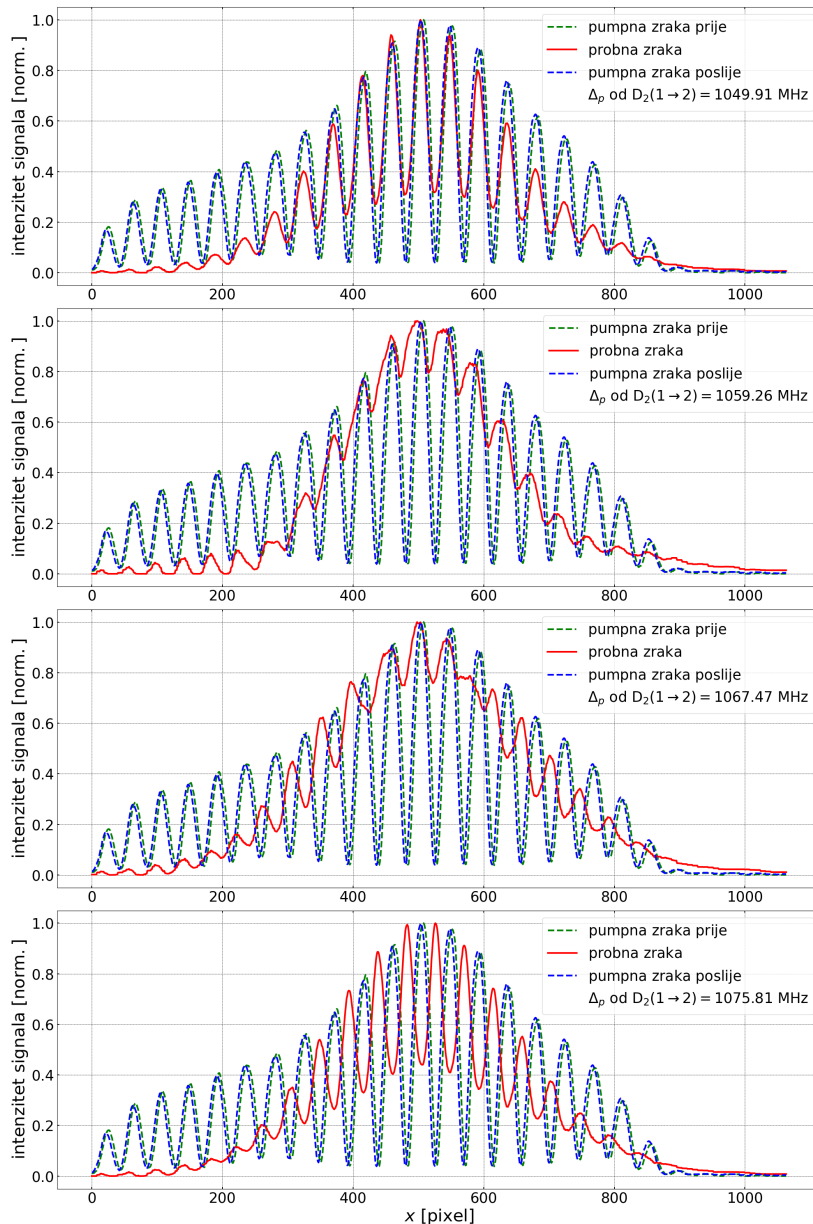 intenzitet signala [norm.]
1.0
0.8
0.6
0.4
0.2
0.0
pumpna zraka prije
probna zraka
pumpna zraka poslije
Δp od D2(1→2) = 1049.91 MHz
0 200 400 600 800 1000
intenzitet signala [norm.]
1.0
0.8
0.6
0.4
0.2
0.0
pumpna zraka prije
probna zraka
pumpna zraka poslije
Δp od D2(1→2) = 1059.26 MHz
0 200 400 600 800 1000
intenzitet signala [norm.]
1.0
0.8
0.6
0.4
0.2
0.0
pumpna zraka prije
probna zraka
pumpna zraka poslije
Δp od D2(1→2) = 1067.47 MHz
0 200 400 600 800 1000
intenzitet signala [norm.]
1.0
0.8
0.6
0.4
0.2
0.0
pumpna zraka prije
probna zraka
pumpna zraka poslije
Δp od D2(1→2) = 1075.81 MHz
0 200 400 600 800 1000
x [pixel]